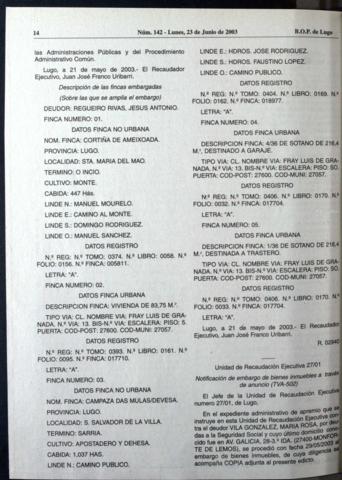 14
Núm. 142 - Lunes, 23 de Junio de 2003
B.O.P. de Lugo
las Administraciones Públicas y del Procedimiento
Administrativo Común.
Lugo, a 21 de mayo de 2003.- El Recaudador
Ejecutivo, Juan José Franco Uribarri.
Descripción de las fincas embargadas
(Sobre las que se amplía el embargo)
DEUDOR: REGUEIRO RIVAS, JESUS ANTONIO.
FINCA NUMERO: 01.
DATOS FINCA NO URBANA
NOM. FINCA: CORTIÑA DE AMEIXOADA.
PROVINCIA: LUGO.
LOCALIDAD: STA. MARIA DEL MAO.
TERMINO: O INCIO.
CULTIVO: MONTE.
CABIDA: 447 Hás.
LINDE N.: MANUEL MOURELO.
LINDE E.: CAMINO AL MONTE.
LINDE S.: DOMINGO RODRIGUEZ.
LINDE O.: MANUEL SANCHEZ.
DATOS REGISTRO
N.º REG: N.º TOMO: 0374. N.º LIBRO: 0058. N.º
FOLIO: 0156. N.º FINCA: 005811.
LETRA: "A".
FINCA NUMERO: 02.
DATOS FINCA URBANA
DESCRIPCION FINCA: VIVIENDA DE 83,75 M.².
TIPO VIA: CL. NOMBRE VIA: FRAY LUIS DE GRA-
NADA. N.º VIA: 13. BIS-N.º VIA: ESCALERA: PISO: 5.
PUERTA: COD-POST: 27600. COD-MUNI: 27057.
DATOS REGISTRO
N.º REG: N.º TOMO: 0393. N.º LIBRO: 0161. N.º
FOLIO: 0095. N.º FINCA: 017710.
LETRA: "A".
FINCA NUMERO: 03.
DATOS FINCA NO URBANA
NOM. FINCA: CAMPAZA DAS MULAS/DEVESA.
PROVINCIA: LUGO.
LOCALIDAD: S. SALVADOR DE LA VILLA.
TERMINO: SARRIA.
CULTIVO: APOSTADERO Y DEHESA.
CABIDA: 1,037 HAS.
LINDE N.: CAMINO PUBLICO.
LINDE E.: HDROS. JOSE RODRIGUEZ.
LINDE S.: HDROS. FAUSTINO LOPEZ.
LINDE O.: CAMINO PUBLICO.
DATOS REGISTRO
N.º REG: N.º TOMO: 0404. N.º LIBRO: 0169. N.º
FOLIO: 0162. N.º FINCA: 018977.
LETRA: "A".
FINCA NUMERO: 04.
DATOS FINCA URBANA
DESCRIPCION FINCA: 4/36 DE SOTANO DE 216,4
M.², DESTINADO A GARAJE.
TIPO VIA: CL. NOMBRE VIA: FRAY LUIS DE GRA-
NADA. N.º VIA: 13. BIS-N.º VIA: ESCALERA: PISO: SO.
PUERTA: COD-POST: 27600. COD-MUNI: 27057.
DATOS REGISTRO
N.º REG: N.º TOMO: 0406. N.º LIBRO: 0170. N.º
FOLIO: 0032. N.º FINCA: 017704.
LETRA: "A".
FINCA NUMERO: 05.
DATOS FINCA URBANA
DESCRIPCION FINCA: 1/36 DE SOTANO DE 216,4
M.², DESTINADA A TRASTERO.
TIPO VIA: CL. NOMBRE VIA: FRAY LUIS DE GRA-
NADA. N.º VIA: 13. BIS-N.º VIA: ESCALERA: PISO: SO.
PUERTA: COD-POST: 27600. COD-MUNI: 27057.
DATOS REGISTRO
N.º REG: N.º TOMO: 0406. N.º LIBRO: 0170. N.º
FOLIO: 0033. N.º FINCA: 017704.
LETRA: "A".
Lugo, a 21 de mayo de 2003.- El Recaudador
Ejecutivo, Juan José Franco Uribarri.
R. 02940
Unidad de Recaudación Ejecutiva 27/01
Notificación de embargo de bienes inmuebles a través
de anuncio (TVA-502)
El Jefe de la Unidad de Recaudación Ejecutiva
numero 27/01, de Lugo.
En el expediente administrativo de apremio que se
instruye en esta Unidad de Recaudación Ejecutiva con-
tra el deudor VILA GONZALEZ, MARIA ROSA, por deu-
das a la Seguridad Social y cuyo último domicilio cono-
cido fue en AV. GALICIA, 28-3.º IDA. (27400-MONFOR-
TE DE LEMOS), se procedió con fecha 29/05/2003 al
embargo de bienes inmuebles, de cuya diligencia se
acompaña COPIA adjunta al presente edicto.